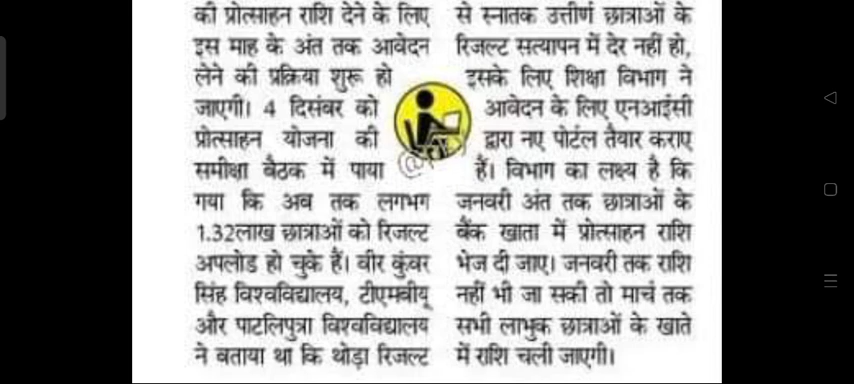 की प्रोत्साहन राशि देने के लिए
इस माह के अंत तक आवेदन
लेने की प्रक्रिया शुरू हो
जाएगी। 4 दिसंबर को
प्रोत्साहन योजना की
समीक्षा बैठक में पाया
गया कि अब तक लगभग
1.32लाख छात्राओं को रिजल्ट
अपलोड हो चुके हैं। वीर कुंवर
सिंह विश्वविद्यालय, टीएमबीयू
और पाटलिपुत्रा विश्वविद्यालय
ने बताया था कि थोड़ा रिजल्ट
से स्नातक उत्तीर्ण छात्राओं के
रिजल्ट सत्यापन में देर नहीं हो,
इसके लिए शिक्षा विभाग ने
आवेदन के लिए एनआईसी
द्वारा नए पोर्टल तैयार कराए
हैं। विभाग का लक्ष्य है कि
जनवरी अंत तक छात्राओं के
बैंक खाता में प्रोत्साहन राशि
भेज दी जाए। जनवरी तक राशि
नहीं भी जा सकी तो मार्च तक
सभी लाभुक छात्राओं के खाते
में राशि चली जाएगी।